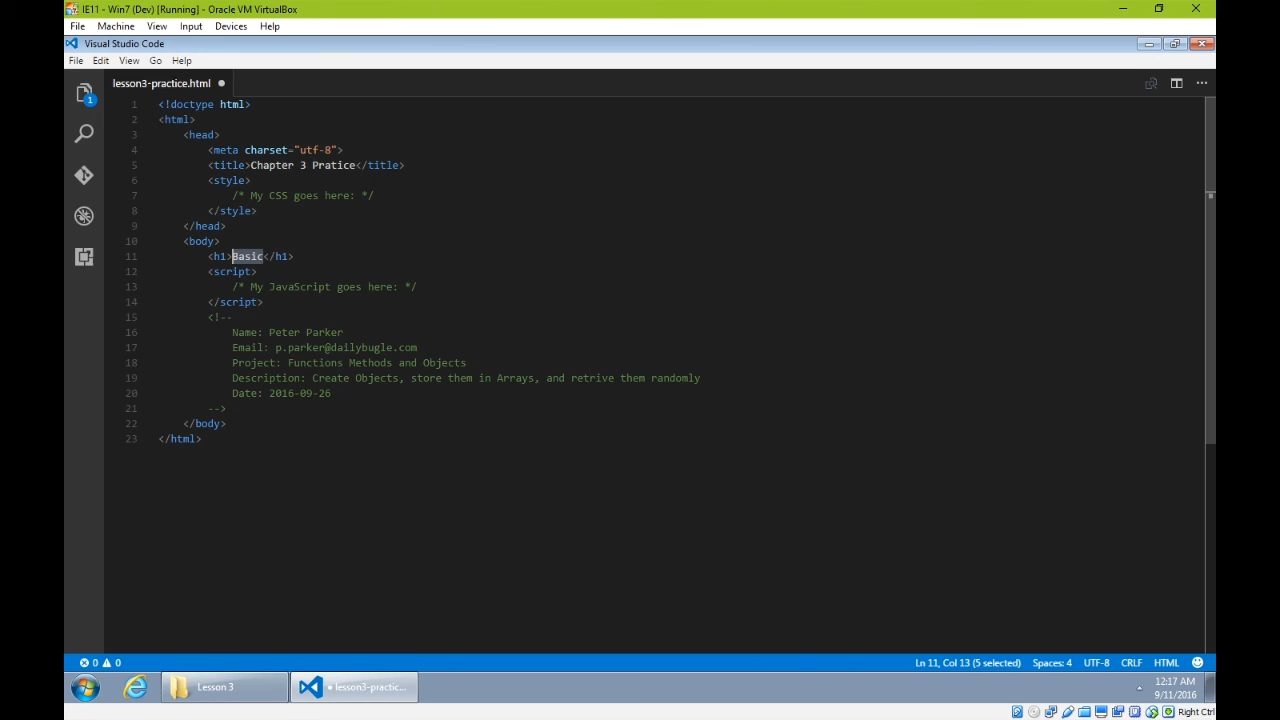 IE11 - Win7 (Dev) [Running] - Oracle VM VirtualBox
File Machine View Input Devices Help
Visual Studio Code
File Edit View Go Help
lesson3-practice.html
1 <!doctype html>
2 <html>
3 <head>
4 <meta charset="utf-8">
5 <title>Chapter 3 Pratice</title>
6 <style>
7 /* My CSS goes here: */
8 </style>
9 </head>
10 <body>
11 <h1>Basic</h1>
12 <script>
13 /* My JavaScript goes here: */
14 </script>
15 <!--
16 Name: Peter Parker
17 Email: p.parker@dailybugle.com
18 Project: Functions Methods and Objects
19 Description: Create Objects, store them in Arrays, and retrive them randomly
20 Date: 2016-09-26
21 -->
22 </body>
23 </html>
1
0 0 Ln 11, Col 13 (5 selected) Spaces: 4 UTF-8 CRLF HTML
Lesson 3 • lesson3-practic... 12:17 AM
9/11/2016
Right Ctrl